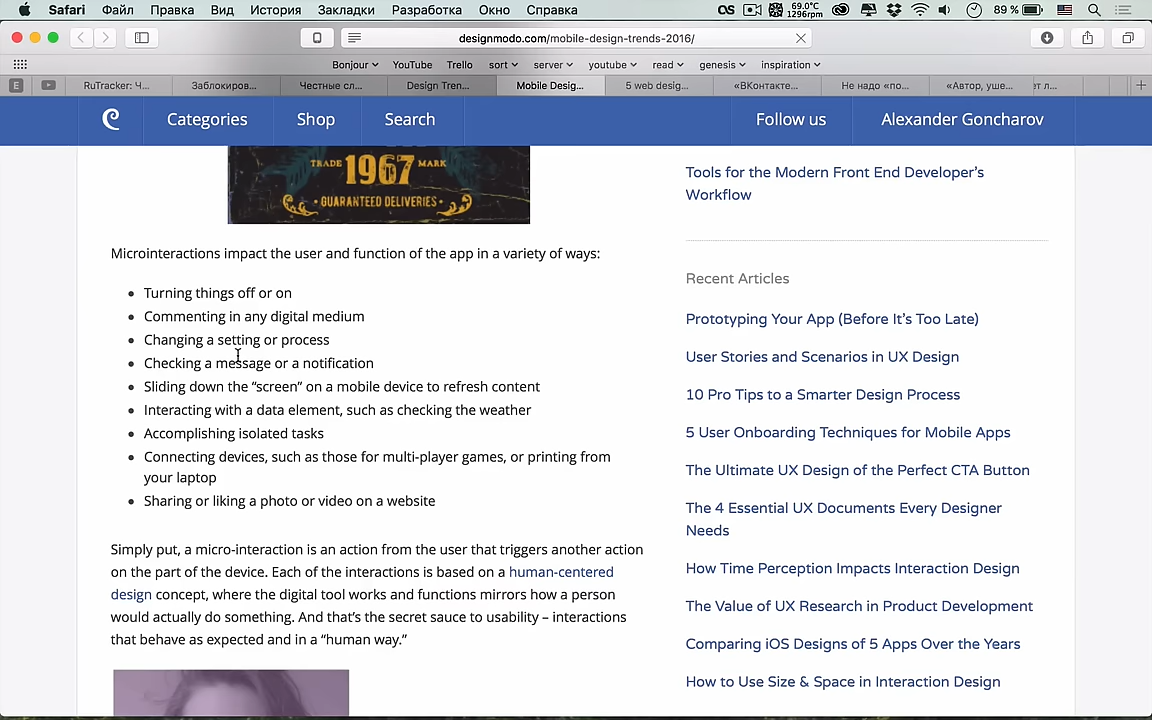 Safari Файл Правка Вид История Закладки Разработка Окно Справка
69.0°C
1296rpm
89 %
designmodo.com/mobile-design-trends-2016/
Bonjour YouTube Trello sort server youtube read genesis inspiration
E RuTracker: Ч... Заблокиров... Честные сл... Design Tren... Mobile Desig... 5 web desig... «ВКонтакте... Не надо «по... «Автор, уше... ет л...
Categories Shop Search Follow us Alexander Goncharov
TRADE 1967 MARK
GUARANTEED DELIVERIES
Microinteractions impact the user and function of the app in a variety of ways:
Turning things off or on
Commenting in any digital medium
Changing a setting or process
Checking a message or a notification
Sliding down the “screen” on a mobile device to refresh content
Interacting with a data element, such as checking the weather
Accomplishing isolated tasks
Connecting devices, such as those for multi-player games, or printing from
your laptop
Sharing or liking a photo or video on a website
Simply put, a micro-interaction is an action from the user that triggers another action
on the part of the device. Each of the interactions is based on a human-centered
design concept, where the digital tool works and functions mirrors how a person
would actually do something. And that’s the secret sauce to usability – interactions
that behave as expected and in a “human way.”
Tools for the Modern Front End Developer’s
Workflow
Recent Articles
Prototyping Your App (Before It’s Too Late)
User Stories and Scenarios in UX Design
10 Pro Tips to a Smarter Design Process
5 User Onboarding Techniques for Mobile Apps
The Ultimate UX Design of the Perfect CTA Button
The 4 Essential UX Documents Every Designer
Needs
How Time Perception Impacts Interaction Design
The Value of UX Research in Product Development
Comparing iOS Designs of 5 Apps Over the Years
How to Use Size & Space in Interaction Design